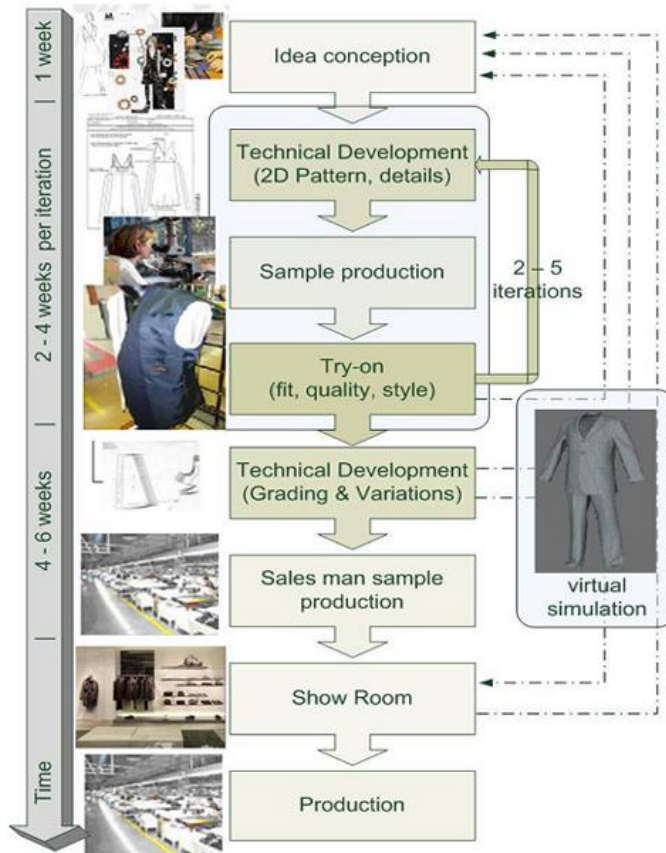 1 week
2 - 4 weeks per iteration
4 - 6 weeks
Time
Idea conception
Technical Development
(2D Pattern, details)
Sample production
2 – 5
iterations
Try-on
(fit, quality, style)
Technical Development
(Grading & Variations)
Sales man sample
production
virtual
simulation
Show Room
Production